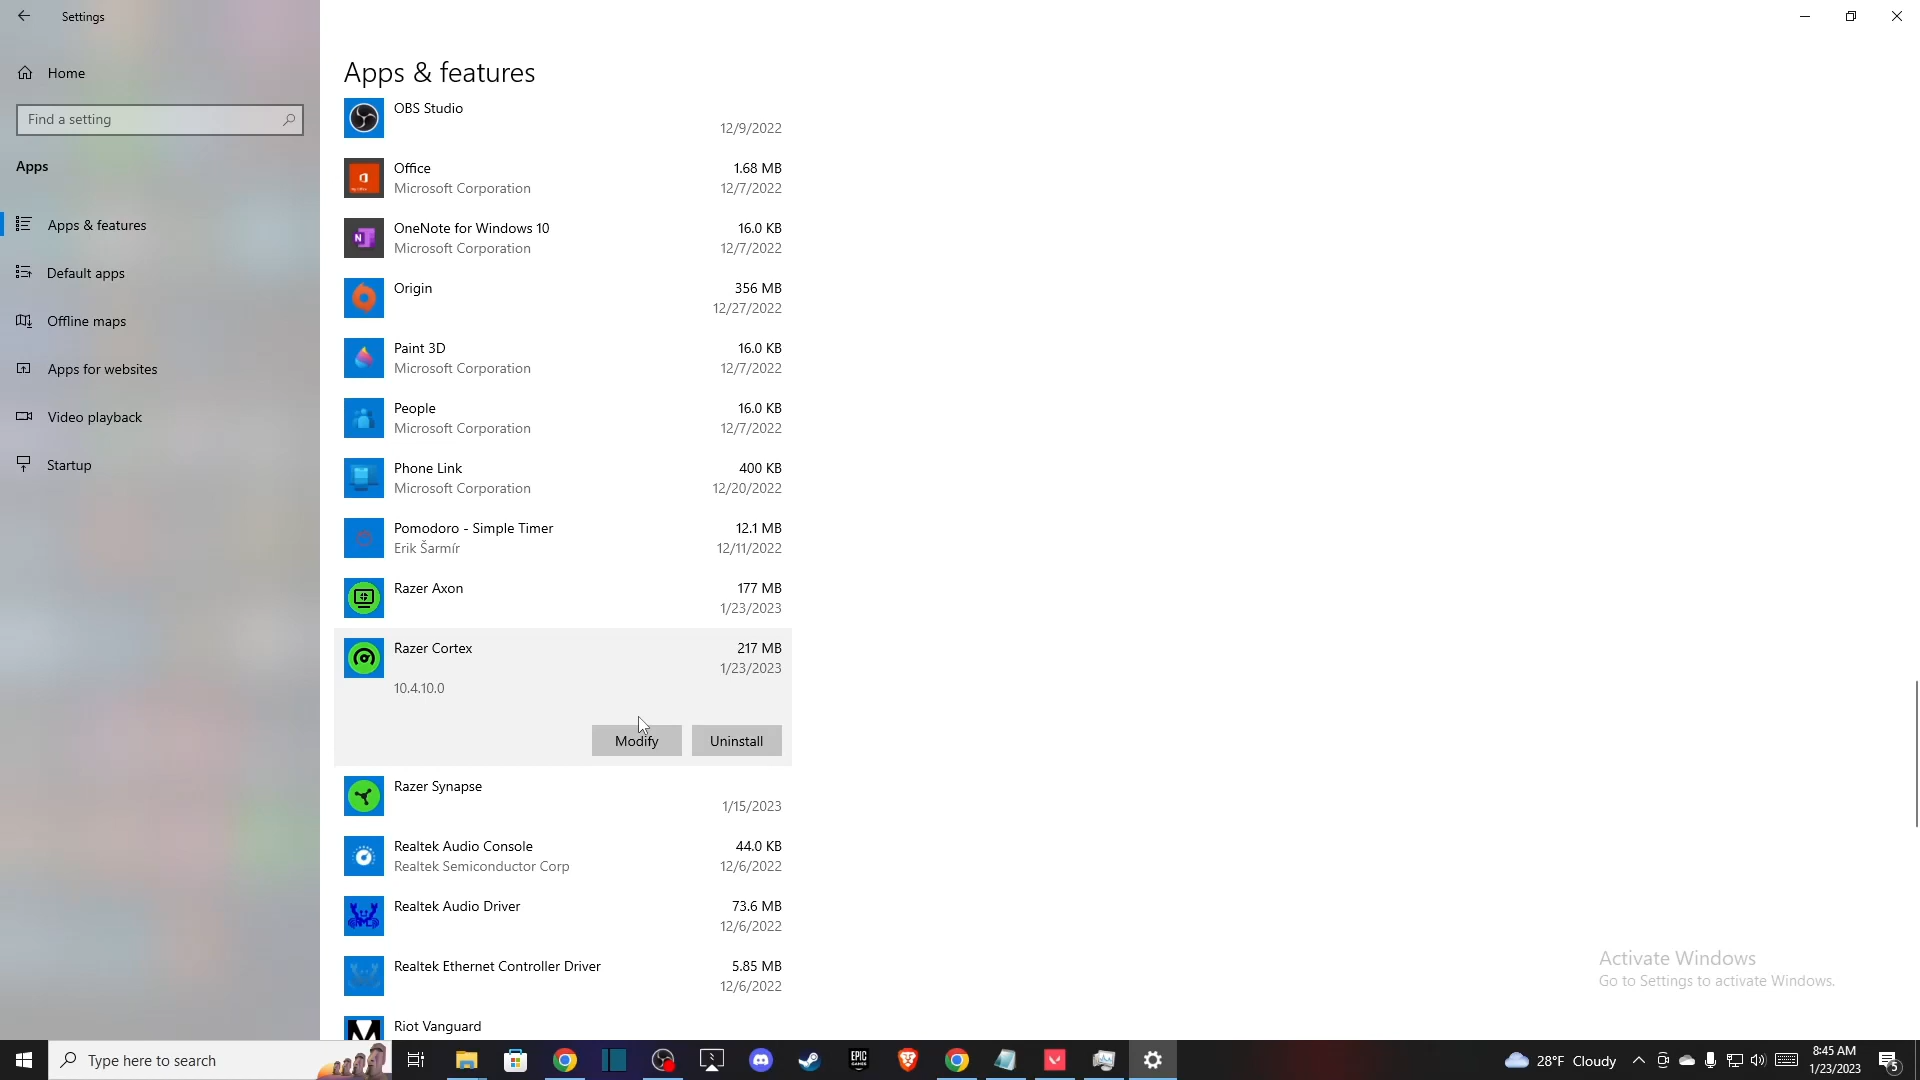 Settings
Home
Find a setting
Apps
Apps & features
Default apps
Offline maps
Apps for websites
Video playback
Startup
Apps & features
OBS Studio
12/9/2022
Office 1.68 MB
Microsoft Corporation 12/7/2022
OneNote for Windows 10 16.0 KB
Microsoft Corporation 12/7/2022
Origin 356 MB
12/27/2022
Paint 3D 16.0 KB
Microsoft Corporation 12/7/2022
People 16.0 KB
Microsoft Corporation 12/7/2022
Phone Link 400 KB
Microsoft Corporation 12/20/2022
Pomodoro - Simple Timer 12.1 MB
Erik Šarmír 12/11/2022
Razer Axon 177 MB
1/23/2023
Razer Cortex 217 MB
1/23/2023
10.4.10.0
Modify Uninstall
Razer Synapse
1/15/2023
Realtek Audio Console 44.0 KB
Realtek Semiconductor Corp 12/6/2022
Realtek Audio Driver 73.6 MB
12/6/2022
Realtek Ethernet Controller Driver 5.85 MB
12/6/2022
Riot Vanguard
Activate Windows
Go to Settings to activate Windows.
Type here to search
EPIC
GAMES
28°F Cloudy
8:45 AM
1/23/2023
5